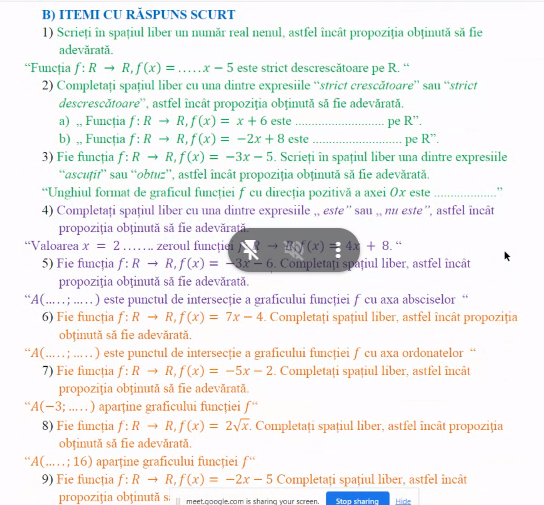 B) ITEMI CU RĂSPUNS SCURT
1) Scrieți în spațiul liber un număr real nenul, astfel încât propoziția obținută să fie
adevărată.
“Funcția f: R → R, f(x) = …..x − 5 este strict descrescătoare pe R. “
2) Completați spațiul liber cu una dintre expresiile “strict crescătoare” sau “strict
descrescătoare”, astfel încât propoziția obținută să fie adevărată.
a) „ Funcția f: R → R, f(x) = x + 6 este ............................ pe R”.
b) „ Funcția f: R → R, f(x) = −2x + 8 este ............................ pe R”.
3) Fie funcția f: R → R, f(x) = −3x − 5. Scrieți în spațiul liber una dintre expresiile
“ascuțit” sau “obtuz”, astfel încât propoziția obținută să fie adevărată.
“Unghiul format de graficul funcției f cu direcția pozitivă a axei Ox este ....................”
4) Completați spațiul liber cu una dintre expresiile „ este” sau „ nu este”, astfel încât
propoziția obținută să fie adevărată.
“Valoarea x = 2 ....... zeroul funcției R → f(x) = 4x + 8. “
5) Fie funcția f: R → R, f(x) = −3x − 6. Completați spațiul liber, astfel încât
propoziția obținută să fie adevărată.
“A(…..; …..) este punctul de intersecție a graficului funcției f cu axa absciselor “
6) Fie funcția f: R → R, f(x) = 7x − 4. Completați spațiul liber, astfel încât propoziția
obținută să fie adevărată.
“A(…..; …..) este punctul de intersecție a graficului funcției f cu axa ordonatelor “
7) Fie funcția f: R → R, f(x) = −5x − 2. Completați spațiul liber, astfel încât
propoziția obținută să fie adevărată.
“A(−3; …..) aparține graficului funcției f“
8) Fie funcția f: R → R, f(x) = 2√x. Completați spațiul liber, astfel încât propoziția
obținută să fie adevărată.
“A(…..; 16) aparține graficului funcției f“
9) Fie funcția f: R → R, f(x) = −2x − 5 Completați spațiul liber, astfel încât
propoziția obținută s
meet.google.com is sharing your screen. Stop sharing Hide